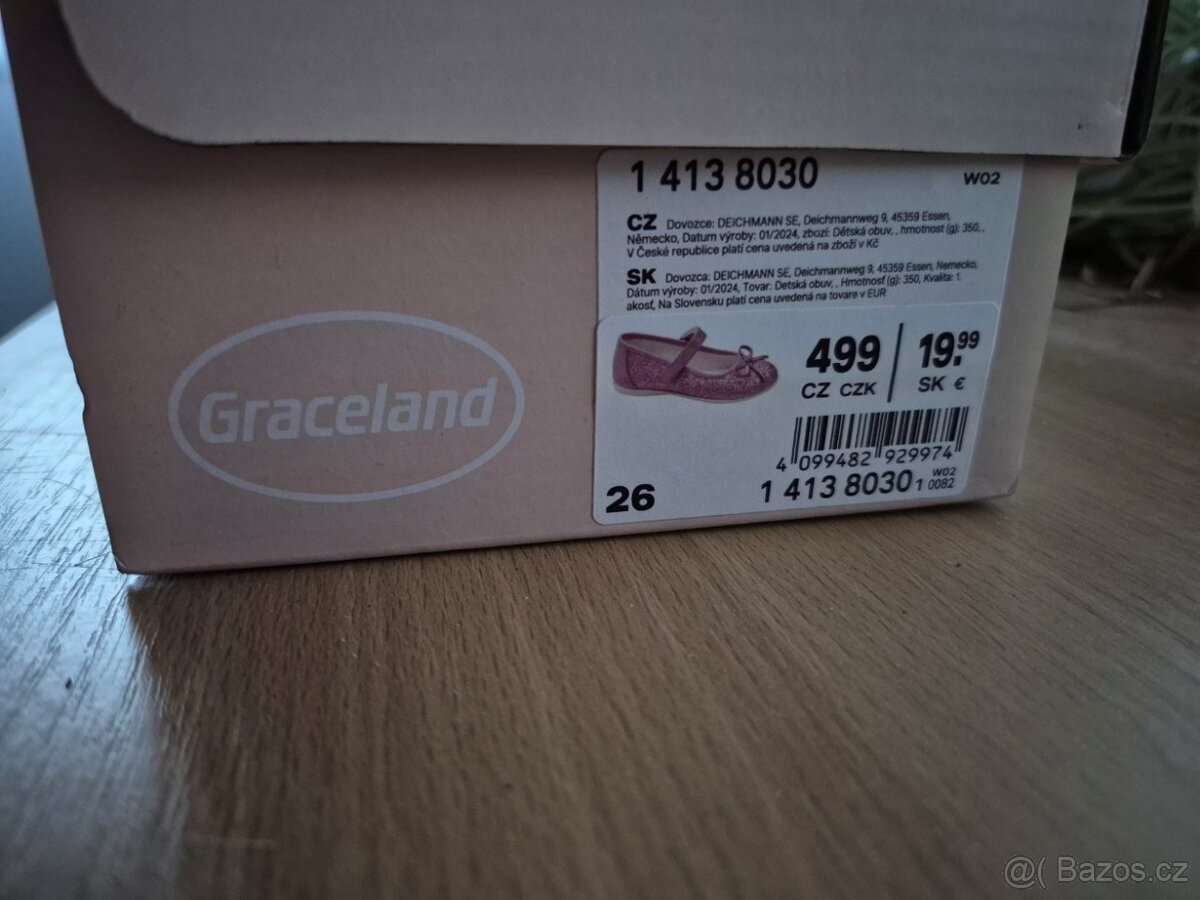 1 413 8030
W02
CZ Dovozce: DEICHMANN SE, Deichmannweg 9, 45359 Essen,
Německo, Datum výroby: 01/2024, zboží: Dětská obuv, , hmotnost (g): 350, .
V České republice platí cena uvedená na zboží v Kč
SK Dovozca: DEICHMANN SE, Deichmannweg 9, 45359 Essen, Nemecko,
Dátum výroby: 01/2024, Tovar: Detská obuv, , Hmotnosť (g): 350, Kvalita: 1.
akosť, Na Slovensku platí cena uvedená na tovare v EUR
Graceland
499 19.99
CZ CZK SK €
4 099482 929974
26
1 413 8030 1 W02 0082
@( Bazos.cz